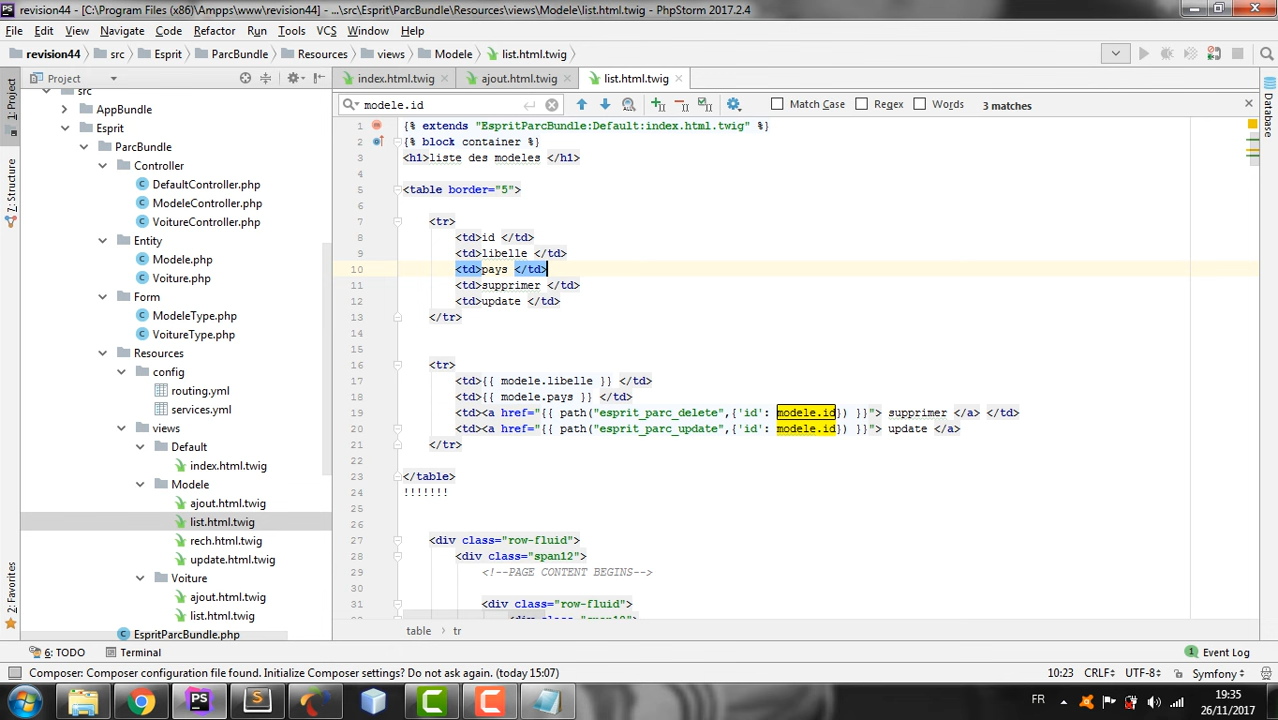 revision44 - [C:\Program Files (x86)\Ampps\www\revision44] - ...\src\Esprit\ParcBundle\Resources\views\Modele\list.html.twig - PhpStorm 2017.2.4
File Edit View Navigate Code Refactor Run Tools VCS Window Help
revision44 src Esprit ParcBundle Resources views Modele list.html.twig
Project
index.html.twig ajout.html.twig list.html.twig
modele.id Match Case Regex Words 3 matches
1: Project
Z: Structure
2: Favorites
Database
src
AppBundle
Esprit
ParcBundle
Controller
DefaultController.php
ModeleController.php
VoitureController.php
Entity
Modele.php
Voiture.php
Form
ModeleType.php
VoitureType.php
Resources
config
routing.yml
services.yml
views
Default
index.html.twig
Modele
ajout.html.twig
list.html.twig
rech.html.twig
update.html.twig
Voiture
ajout.html.twig
list.html.twig
EspritParcBundle.php
1 {% extends "EspritParcBundle:Default:index.html.twig" %}
2 {% block container %}
3 <h1>liste des modeles </h1>
4
5 <table border="5">
6
7 <tr>
8 <td>id </td>
9 <td>libelle </td>
10 <td>pays </td>
11 <td>supprimer </td>
12 <td>update </td>
13 </tr>
14
15
16 <tr>
17 <td>{{ modele.libelle }} </td>
18 <td>{{ modele.pays }} </td>
19 <td><a href="{{ path("esprit_parc_delete",{'id': modele.id}) }}"> supprimer </a> </td>
20 <td><a href="{{ path("esprit_parc_update",{'id': modele.id}) }}"> update </a>
21 </tr>
22
23 </table>
24 !!!!!!!
25
26
27 <div class="row-fluid">
28 <div class="span12">
29 <!--PAGE CONTENT BEGINS-->
30
31 <div class="row-fluid">
table tr
6: TODO Terminal 1 Event Log
Composer: Composer configuration file found. Initialize Composer settings? Do not ask again. (today 15:07) 10:23 CRLF÷ UTF-8÷ Symfony÷
FR 19:35
26/11/2017